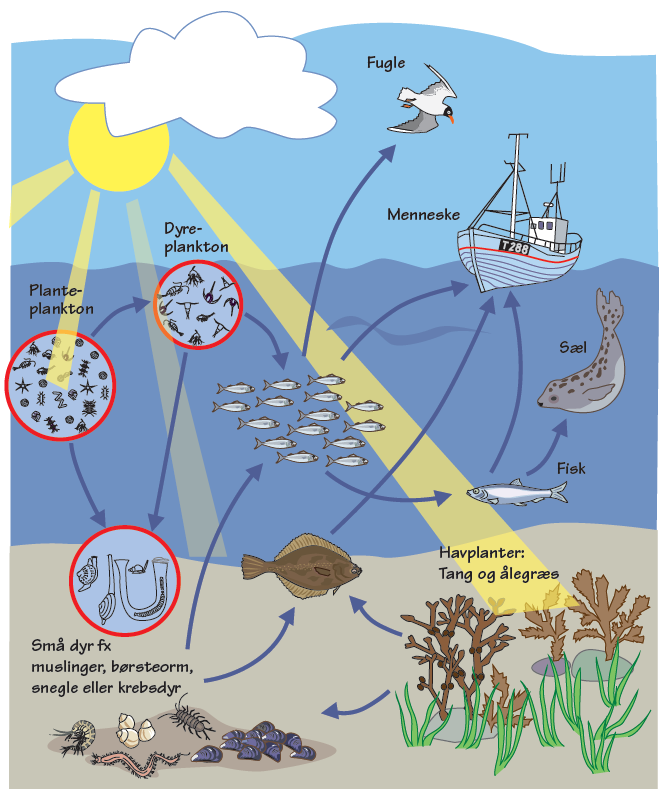 Fugle
Menneske
T288
Dyre-
plankton
Plante-
plankton
Sæl
Fisk
Havplanter:
Tang og ålegræs
Små dyr fx
muslinger, børsteorm,
snegle eller krebsdyr